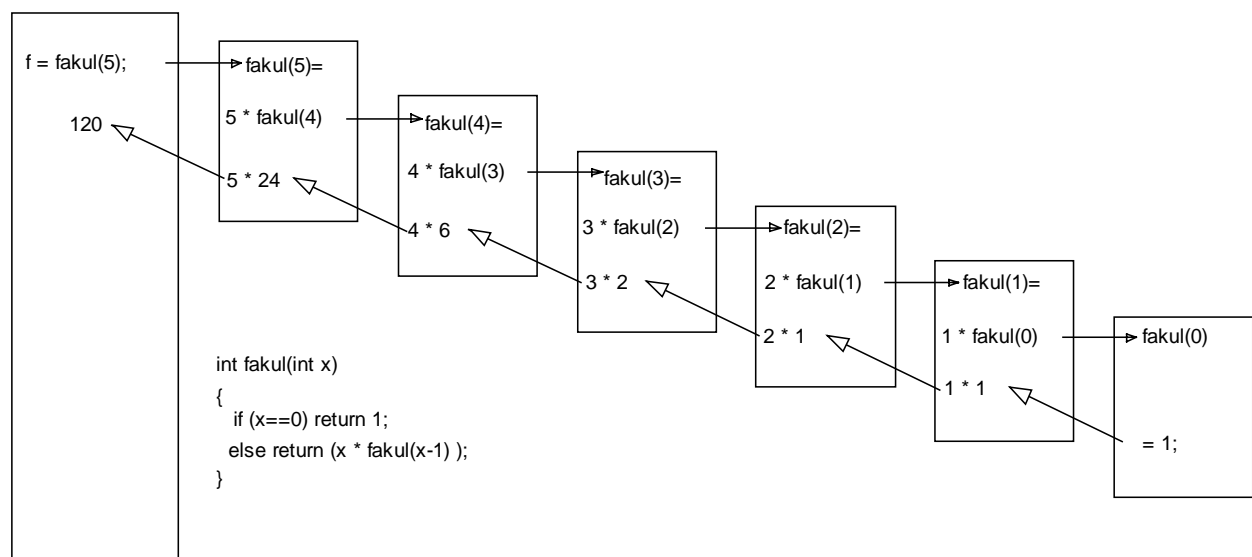 f = fakul(5);
120
fakul(5)=
5 * fakul(4)
5 * 24
fakul(4)=
4 * fakul(3)
4 * 6
fakul(3)=
3 * fakul(2)
3 * 2
fakul(2)=
2 * fakul(1)
2 * 1
fakul(1)=
1 * fakul(0)
1 * 1
fakul(0)
= 1;
int fakul(int x)
{
if (x==0) return 1;
else return (x * fakul(x-1) );
}